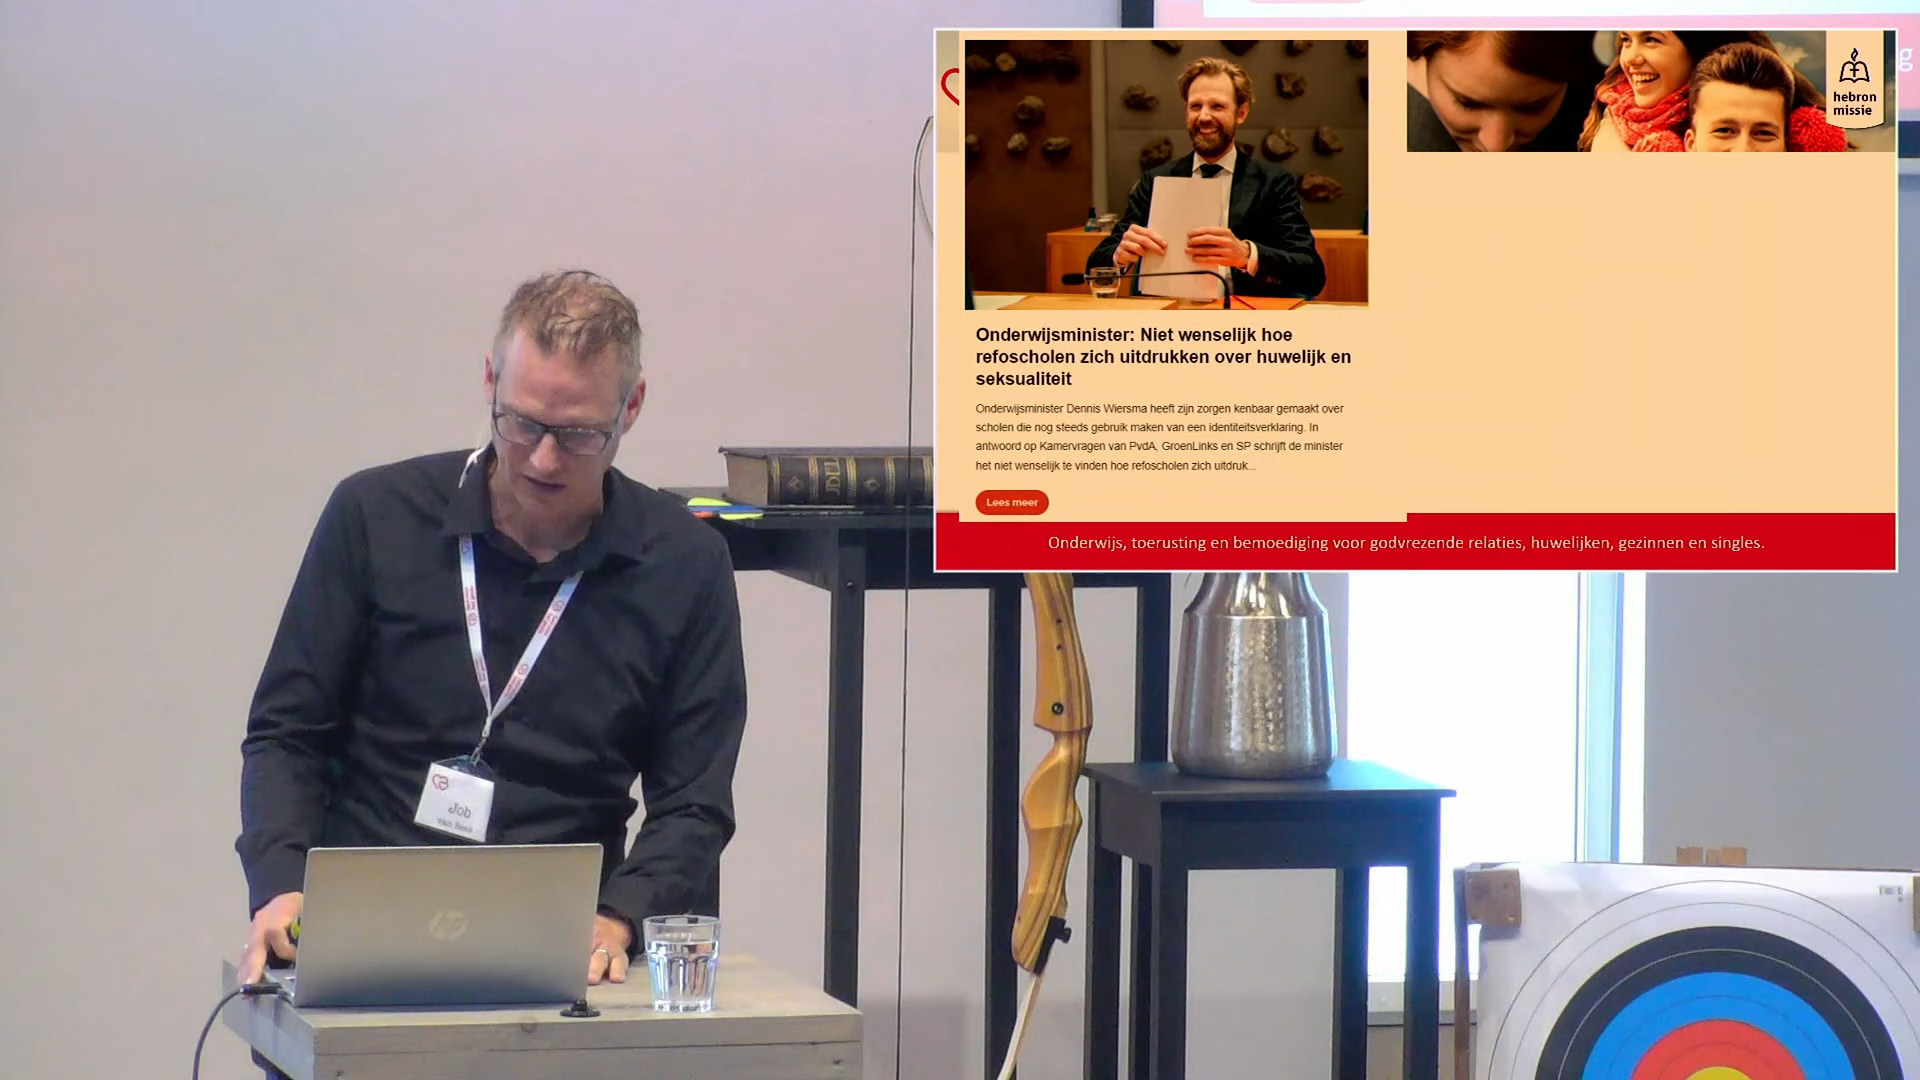 hebron
missie
Onderwijsminister: Niet wenselijk hoe
refoscholen zich uitdrukken over huwelijk en
seksualiteit
Onderwijsminister Dennis Wiersma heeft zijn zorgen kenbaar gemaakt over
scholen die nog steeds gebruik maken van een identiteitsverklaring. In
antwoord op Kamervragen van PvdA, GroenLinks en SP schrijft de minister
het niet wenselijk te vinden hoe refoscholen zich uitdruk...
Lees meer
Onderwijs, toerusting en bemoediging voor godvrezende relaties, huwelijken, gezinnen en singles.
Job
hp
g